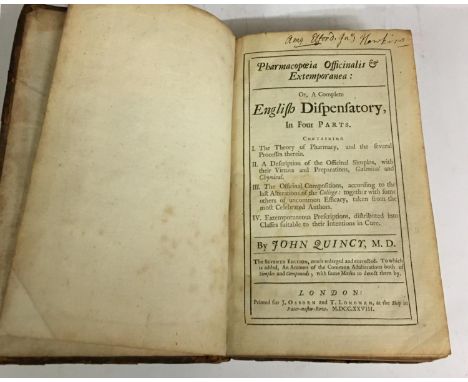 Pharmacopœia Officinalis &
Extemporanea:
Or, A Complete
English Dispensatory,
In Four PARTS.
CONTAINING
I. The Theory of Pharmacy, and the several
Processes therein.
II. A Description of the Officinal Simples, with
their Virtues and Preparations, Galenical and
Chymical.
III. The Officinal Compositions, according to the
last Alterations of the College: together with some
others of uncommon Efficacy, taken from the
most Celebrated Authors.
IV. Extemporaneous Prescriptions, distributed into
Classes suitable to their Intentions in Cure.
By JOHN QUINCY, M. D.
The SEVENTH EDITION, much enlarged and corrected. To which
is added, An Account of the Common Adulterations both of
Simples and Compounds; with some Marks to detect them by.
LONDON:
Printed for J. OSBORN and T. LONGMAN, at the Ship in
Pater-noster-Row. M.DCC.XXVIII.